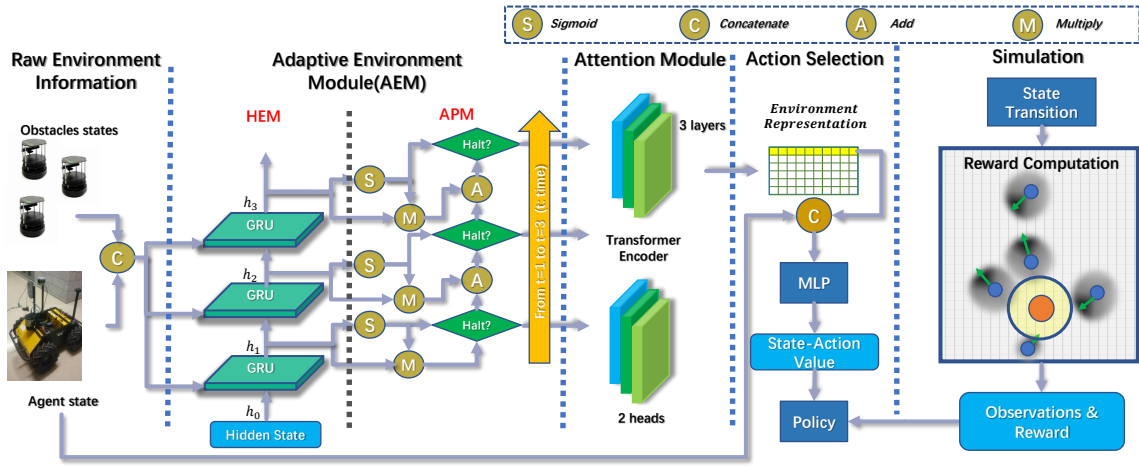 S Sigmoid C Concatenate A Add M Multiply
Raw Environment
Information
Adaptive Environment
Module(AEM)
Attention Module
Action Selection
Simulation
HEM
APM
Obstacles states
C
Agent state
h3
GRU
h2
GRU
h1
GRU
h0
Hidden State
S
M
A
Halt?
S
M
A
Halt?
S
M
Halt?
From t=1 to t=3 (t: time)
3 layers
Transformer
Encoder
2 heads
Environment
Representation
C
MLP
State-Action
Value
Policy
State
Transition
Reward Computation
Observations &
Reward